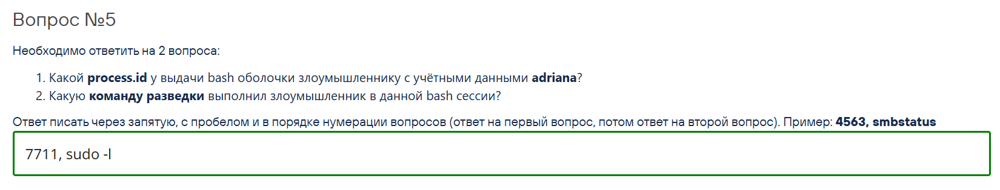 Вопрос №5
Необходимо ответить на 2 вопроса:
1. Какой process.id у выдачи bash оболочки злоумышленнику с учётными данными adriana?
2. Какую команду разведки выполнил злоумышленник в данной bash сессии?
Ответ писать через запятую, с пробелом и в порядке нумерации вопросов (ответ на первый вопрос, потом ответ на второй вопрос). Пример: 4563, smbstatus
7711, sudo -l